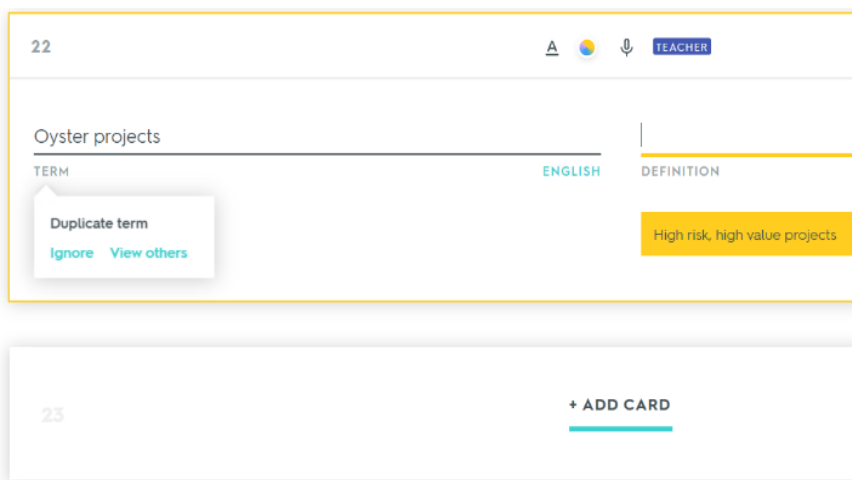 22
A
TEACHER
Oyster projects
TERM
ENGLISH
DEFINITION
Duplicate term
Ignore View others
High risk, high value projects
23
+ ADD CARD